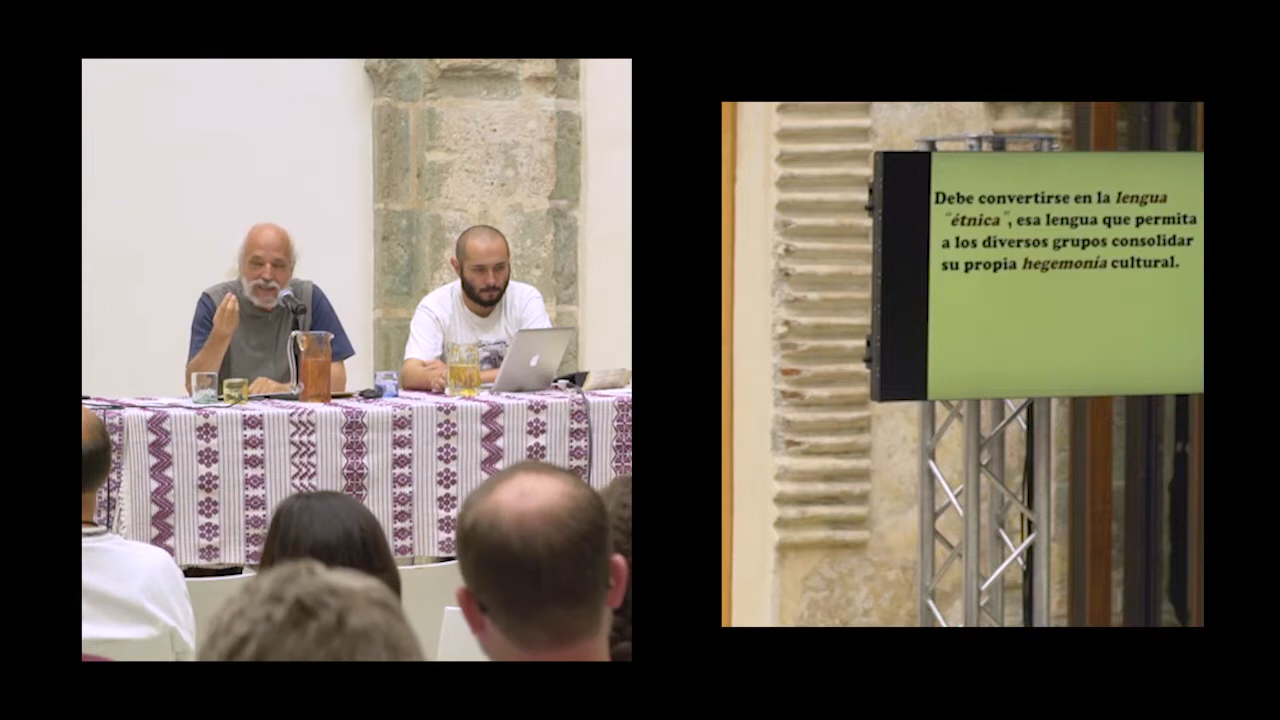 Debe convertirse en la lengua
"étnica", esa lengua que permita
a los diversos grupos consolidar
su propia hegemonía cultural.